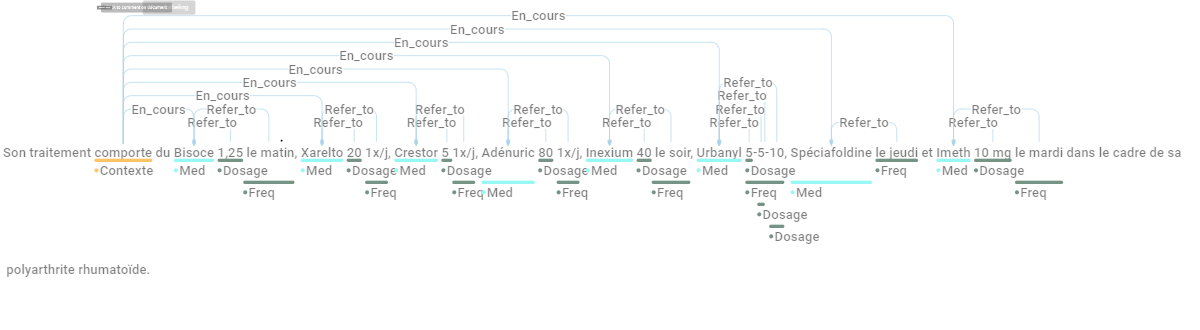 En_cours
En_cours
En_cours
En_cours
En_cours
En_cours Refer_to
En_cours Refer_to
En_cours Refer_to Refer_to Refer_to Refer_to Refer_to Refer_to Refer_to
Refer_to Refer_to Refer_to Refer_to Refer_to Refer_to Refer_to Refer_to
Son traitement comporte du Bisoce 1,25 le matin, Xarelto 20 1x/j, Crestor 5 1x/j, Adénuric 80 1x/j, Inexium 40 le soir, Urbanyl 5-5-10, Spéciafoldine le jeudi et Imeth 10 mg le mardi dans le cadre de sa
Contexte Med Dosage Med Dosage Med Dosage Dosage Med Dosage Med Dosage Freq Med Dosage
Freq Freq Freq Med Freq Freq Freq Med Freq
Dosage
Dosage
polyarthrite rhumatoïde.